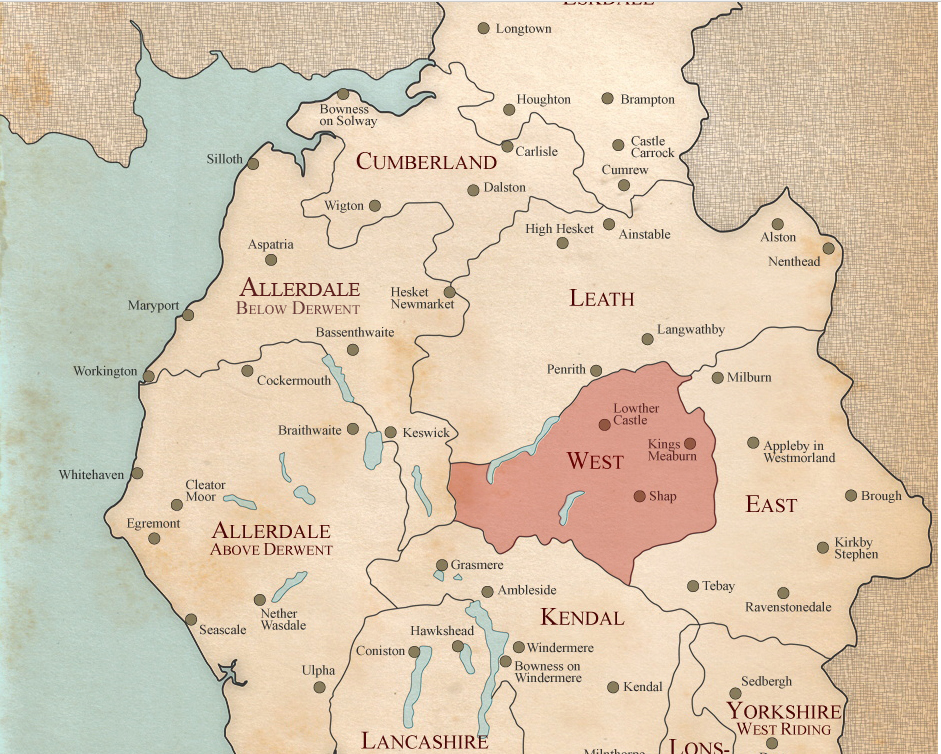 ESKDALE
Longtown
Houghton
Brampton
Bowness
on Solway
Carlisle
Castle
Carrock
Silloth
CUMBERLAND
Cumrew
Dalston
Wigton
High Hesket
Ainstable
Alston
Nenthead
Aspatria
ALLERDALE
BELOW DERWENT
Hesket
Newmarket
LEATH
Maryport
Bassenthwaite
Langwathby
Workington
Cockermouth
Penrith
Milburn
Lowther
Castle
Braithwaite
Keswick
Kings
Meaburn
Appleby in
Westmorland
WEST
Whitehaven
Cleator
Moor
Shap
EAST
Brough
Egremont
ALLERDALE
ABOVE DERWENT
Kirkby
Stephen
Grasmere
Ambleside
Tebay
Ravenstonedale
Nether
Wasdale
Seascale
KENDAL
Hawkshead
Coniston
Windermere
Bowness on
Windermere
Ulpha
Kendal
Sedbergh
YORKSHIRE
WEST RIDING
LANCASHIRE
LONS-
Milnthorpe